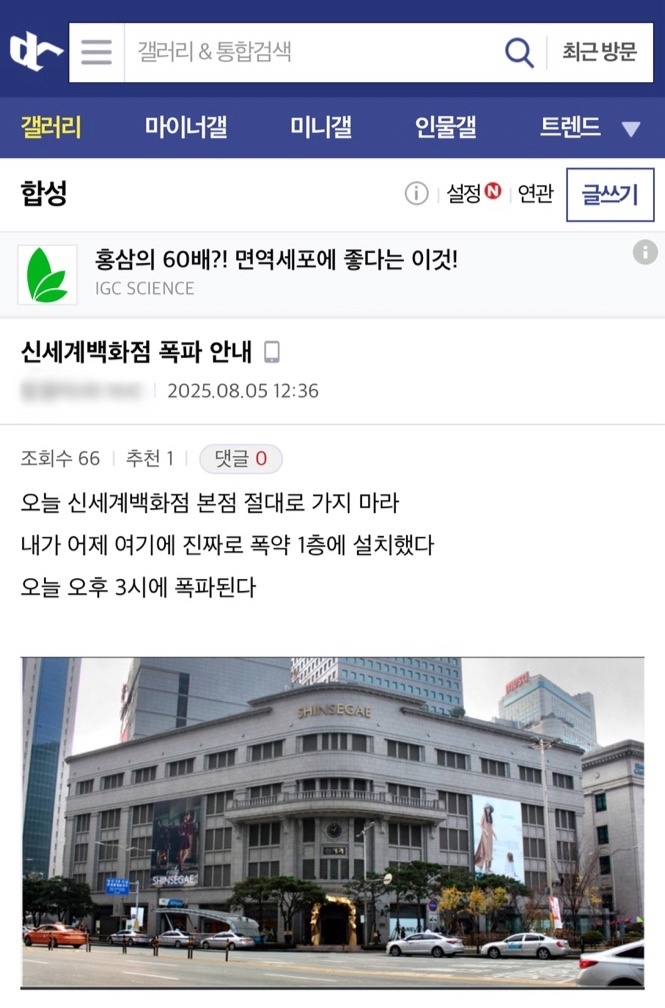 갤러리 & 통합검색
최근 방문
갤러리 마이너갤 미니갤 인물갤 트렌드
합성
설정 N 연관 글쓰기
홍삼의 60배?! 면역세포에 좋다는 이것!
IGC SCIENCE
신세계백화점 폭파 안내
2025.08.05 12:36
조회수 66 추천 1 댓글 0
오늘 신세계백화점 본점 절대로 가지 마라
내가 어제 여기에 진짜로 폭약 1층에 설치했다
오늘 오후 3시에 폭파된다
SHINSEGAE
SHINSEGAE